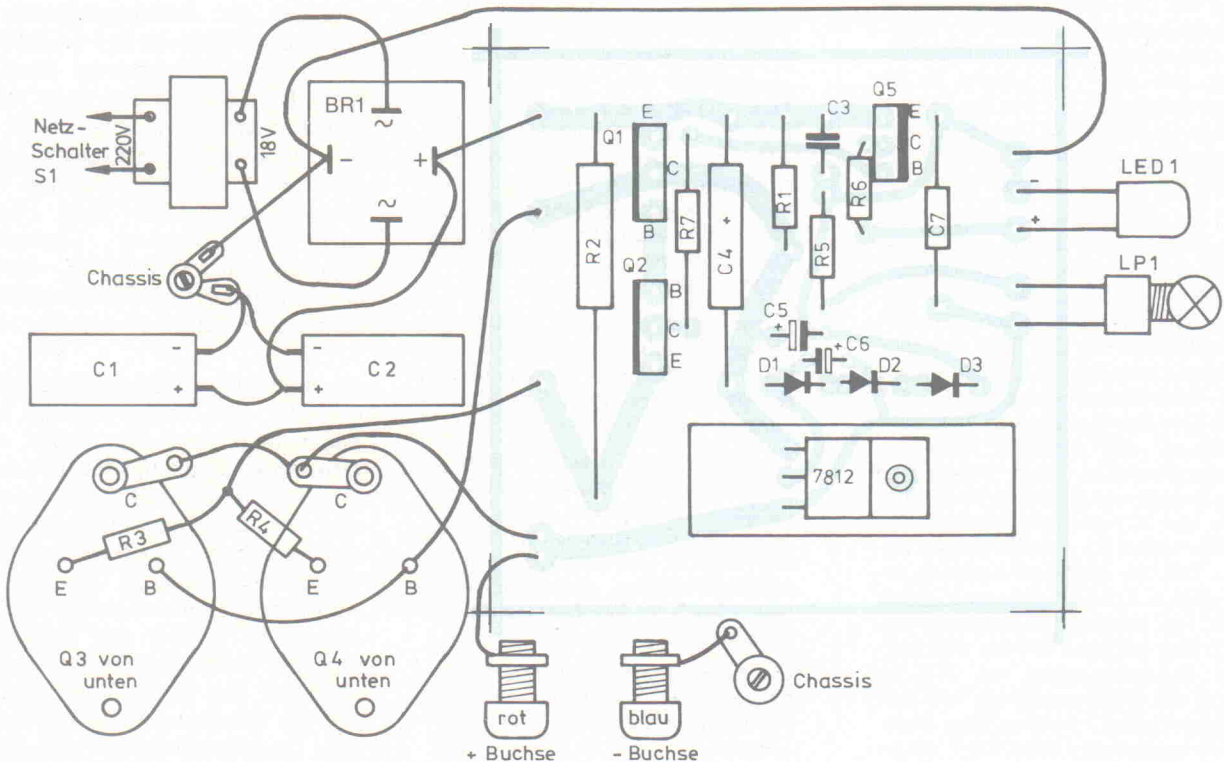 Netz-
Schalter
S1
220V
18V
BR1
~
-
+
~
Chassis
C1
-
+
C2
-
+
C
R3
E
B
Q3 von
unten
C
R4
E
B
Q4 von
unten
R2
Q1
E
C
B
Q2
B
C
E
R7
C4
+
R1
C3
R5
R6
Q5
E
C
B
C7
+
C5
+
C6
D1
D2
D3
7812
-
+
LED1
LP1
rot
+ Buchse
blau
- Buchse
Chassis